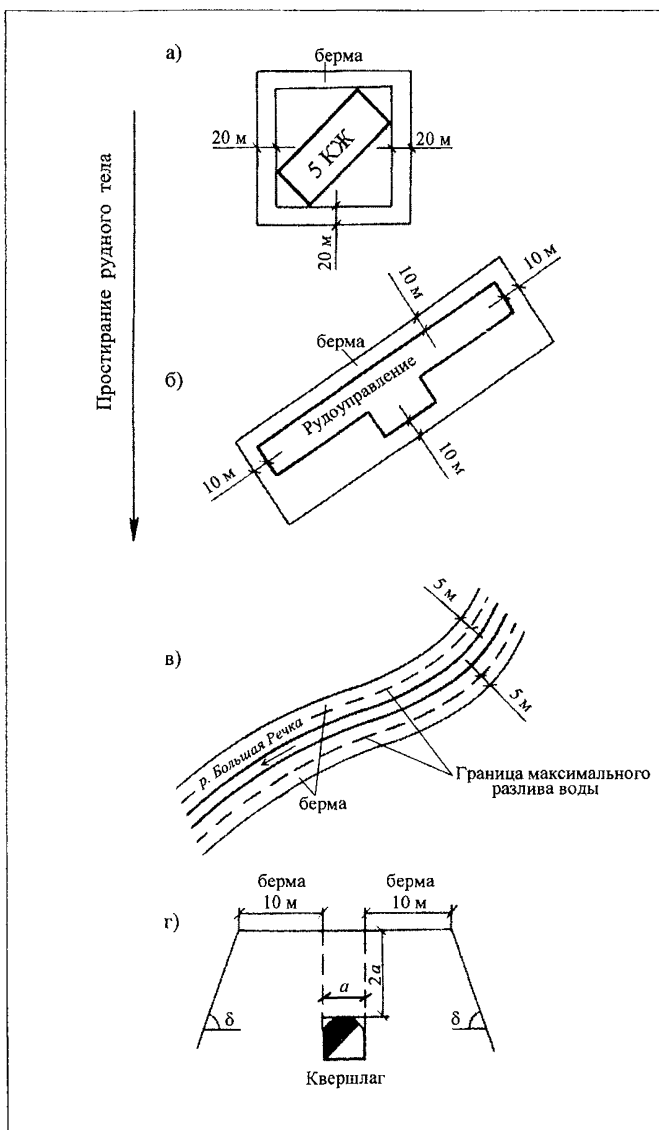 а)
берма
20 м
20 м
5 КЖ
20 м
Простирание рудного тела
10 м
10 м
берма
б)
Рудоуправление
10 м
10 м
5 м
в)
5 м
р. Большая Речка
Граница максимального
разлива воды
берма
берма
берма
10 м
10 м
г)
a
2a
δ
δ
Квершлаг